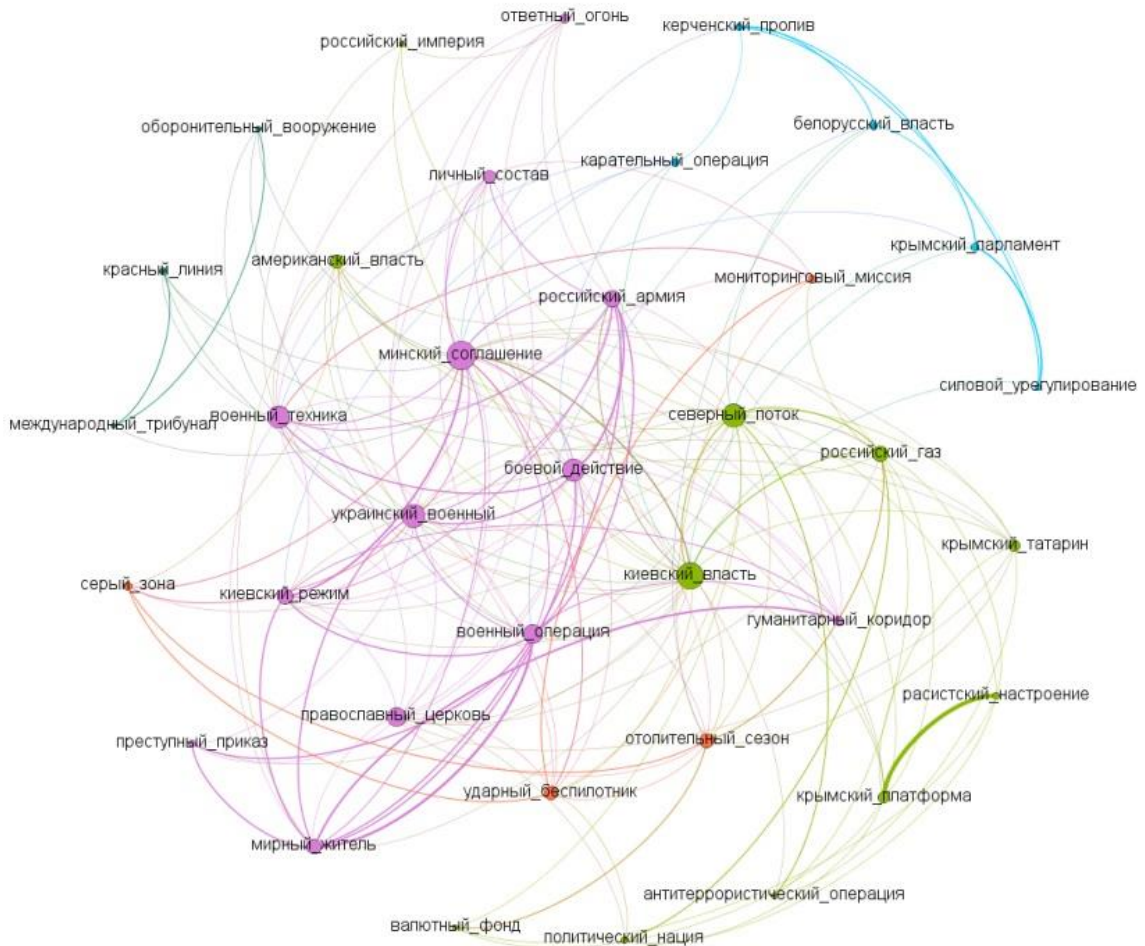 ответный_огонь
керченский_пролив
российский_империя
оборонительный_вооружение
белорусский_власть
карательный_операция
личный_состав
крымский_парламент
американский_власть
красный_линия
мониторинговый_миссия
российский_армия
минский_соглашение
силовой_урегулирование
северный_поток
военный_техника
международный_трибунал
российский_газ
боевой_действие
украинский_военный
крымский_татарин
киевский_власть
серый_зона
киевский_режим
гуманитарный_коридор
военный_операция
расистский_настроение
православный_церковь
отопительный_сезон
преступный_приказ
ударный_беспилотник
крымский_платформа
мирный_житель
антитеррористический_операция
валютный_фонд
политический_нация